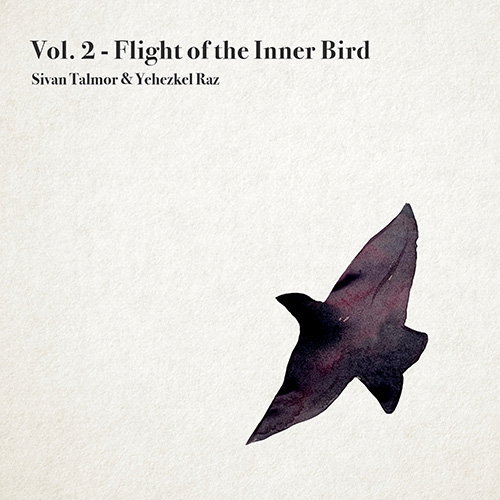 Vol. 2 - Flight of the Inner Bird
Sivan Talmor & Yehezkel Raz